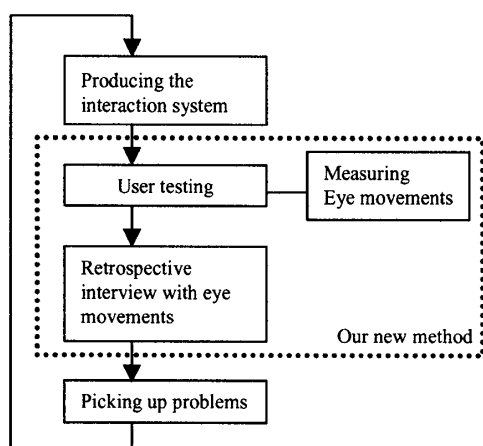 Producing the
interaction system
User testing
Measuring
Eye movements
Retrospective
interview with eye
movements
Our new method
Picking up problems